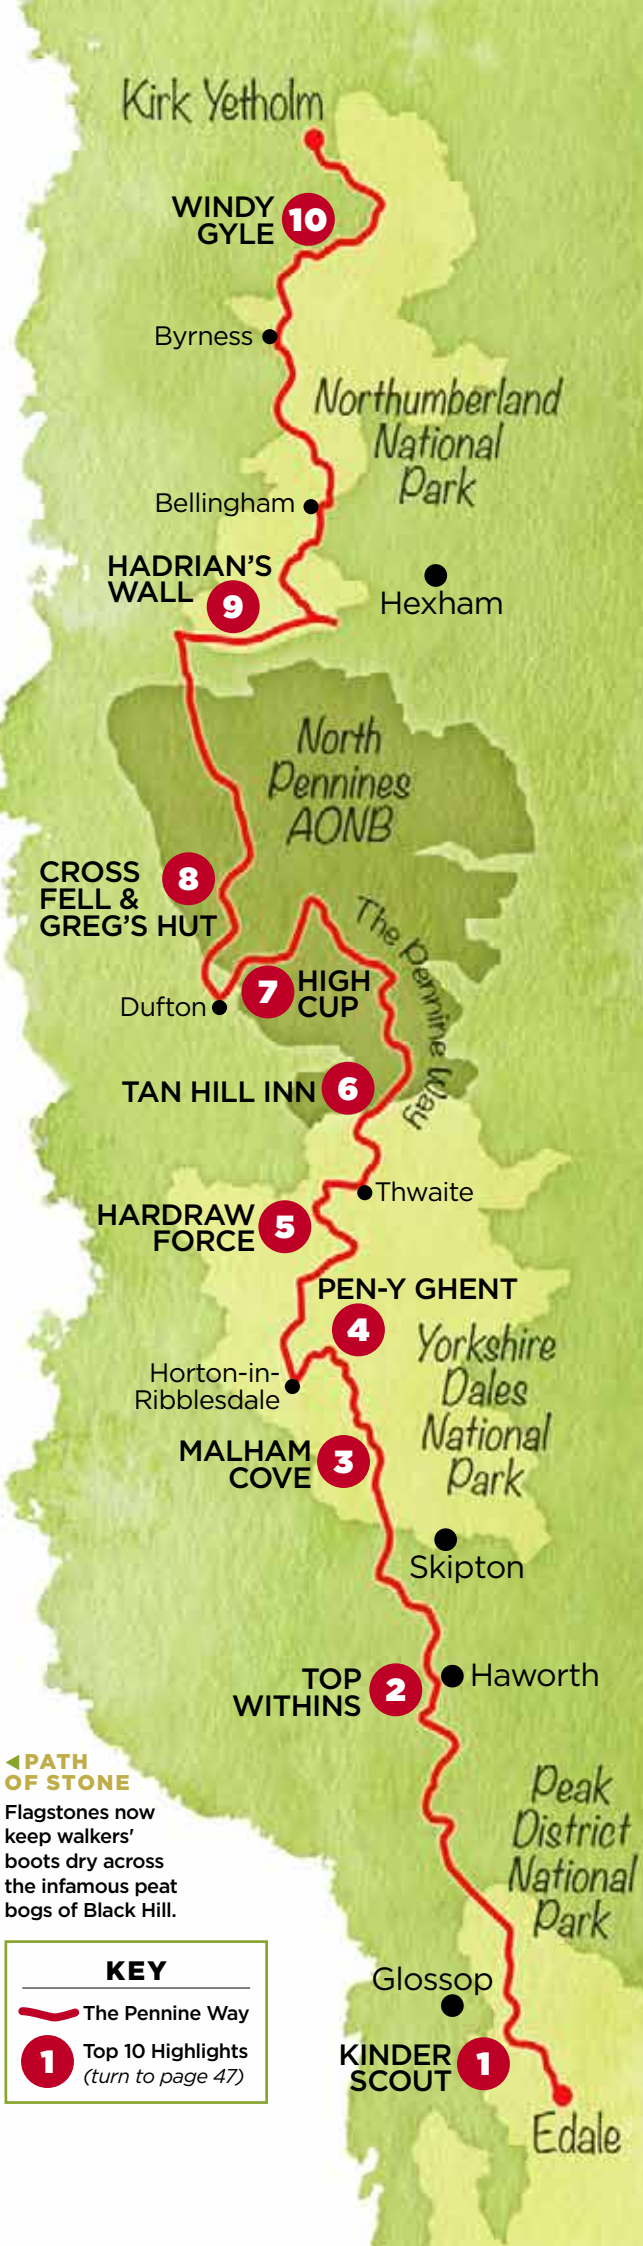 Kirk Yetholm
WINDY
GYLE
10
Byrness
Northumberland
National
Park
Bellingham
HADRIAN'S
WALL
9
Hexham
North
Pennines
AONB
CROSS
FELL &
GREG'S HUT
8
The Pennine Way
7
HIGH
CUP
Dufton
TAN HILL INN
6
Thwaite
HARDRAW
FORCE
5
PEN-Y GHENT
4
Yorkshire
Dales
National
Park
Horton-in-
Ribblesdale
MALHAM
COVE
3
Skipton
TOP
WITHINS
2
Haworth
PATH
OF STONE
Flagstones now
keep walkers'
boots dry across
the infamous peat
bogs of Black Hill.
Peak
District
National
Park
KEY
The Pennine Way
1
Top 10 Highlights
(turn to page 47)
Glossop
KINDER
SCOUT
1
Edale